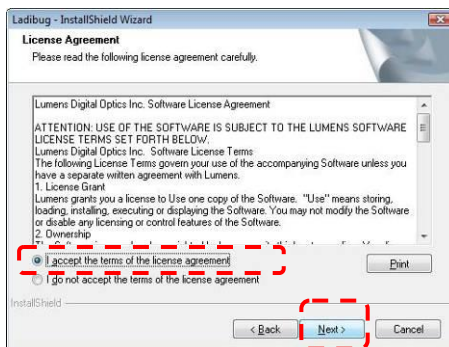 Ladibug - InstallShield Wizard
License Agreement
Please read the following license agreement carefully.
Lumens Digital Optics Inc. Software License Agreement
ATTENTION: USE OF THE SOFTWARE IS SUBJECT TO THE LUMENS SOFTWARE
LICENSE TERMS SET FORTH BELOW.
Lumens Digital Optics Inc.  Software License Terms
The following License Terms govern your use of the accompanying Software unless you
have a separate written agreement with Lumens.
1. License Grant
Lumens grants you a license to Use one copy of the Software.  "Use" means storing,
loading, installing, executing or displaying the Software. You may not modify the Software
or disable any licensing or control features of the Software.
2. Ownership
I accept the terms of the license agreement
Print
I do not accept the terms of the license agreement
InstallShield
< Back
Next >
Cancel